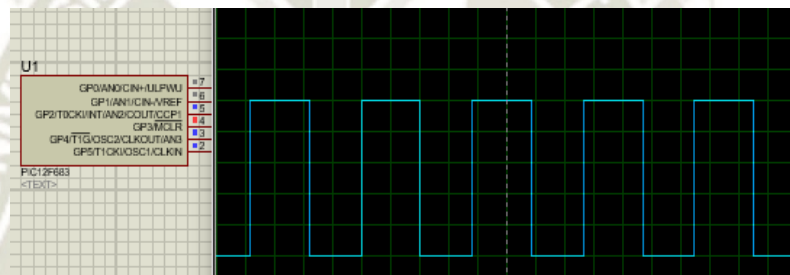 U1
GP0/AN0/CIN+/ULPWU 7
GP1/AN1/CIN-/VREF 6
GP2/T0CKI/INT/AN2/COUT/CCP1 5
GP3/MCLR 4
GP4/T1G/OSC2/CLKOUT/AN3 3
GP5/T1CKI/OSC1/CLKIN 2
PIC12F683
<TEXT>